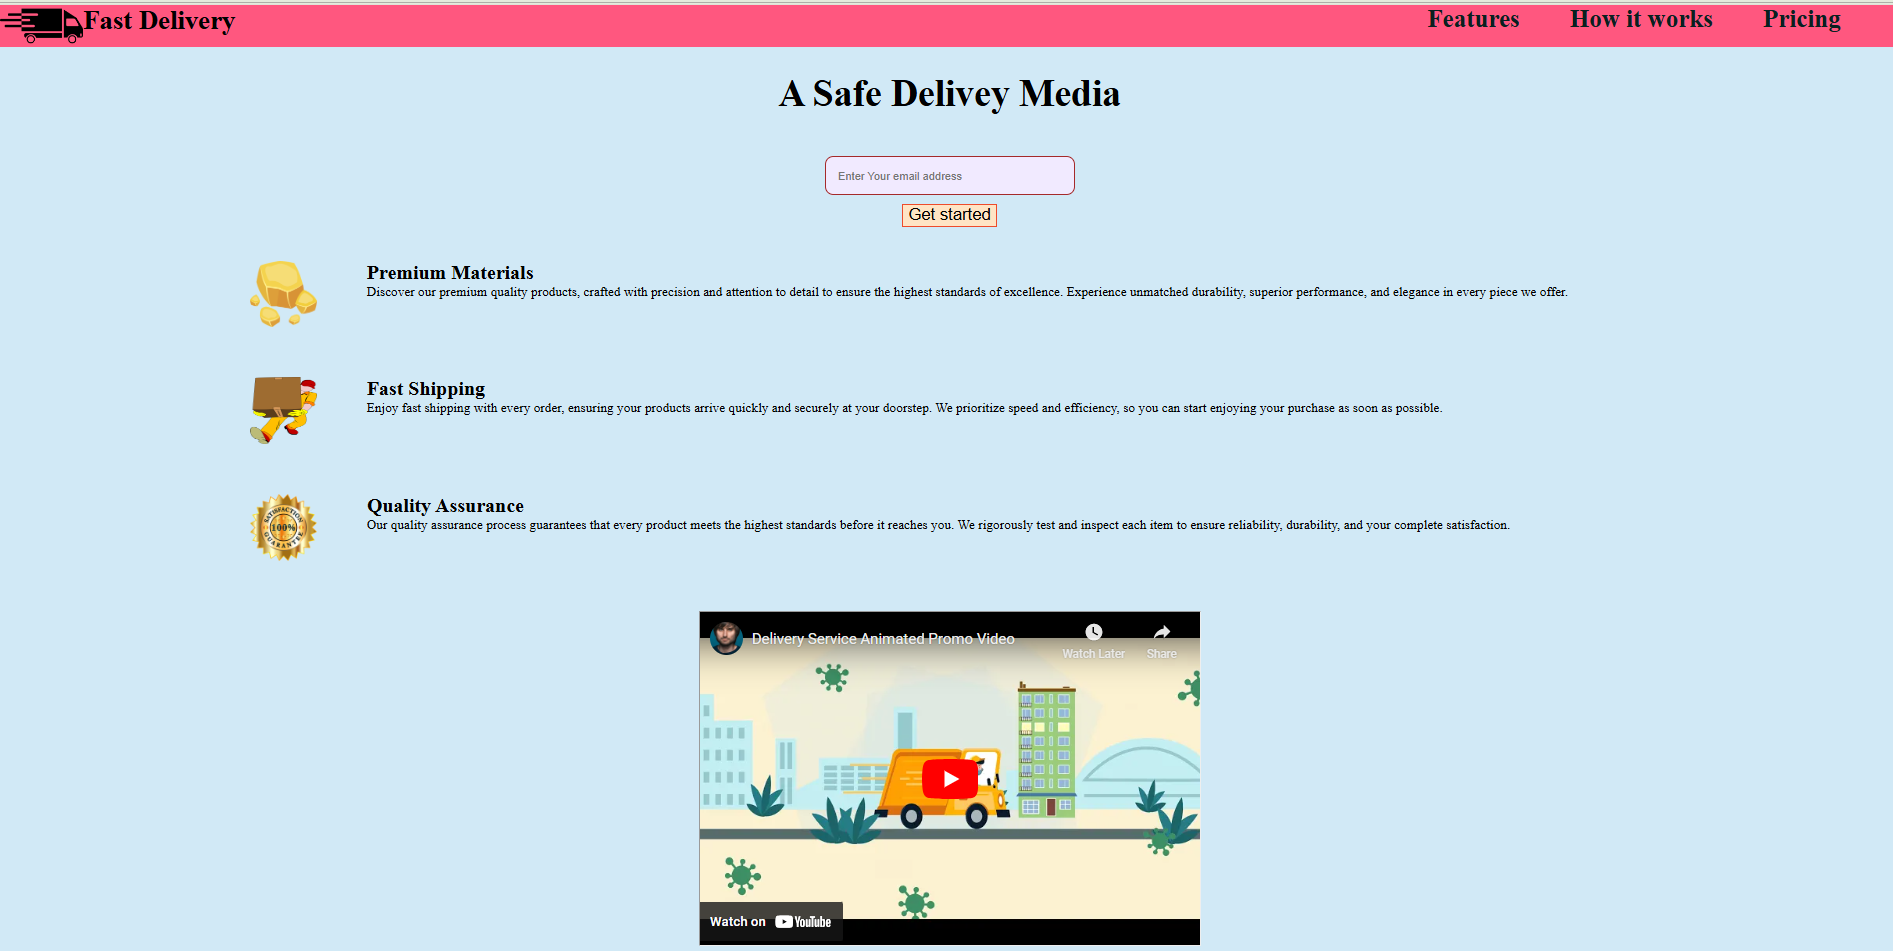 Fast Delivery
Features How it works Pricing
A Safe Delivey Media
Enter Your email address
Get started
Premium Materials
Discover our premium quality products, crafted with precision and attention to detail to ensure the highest standards of excellence. Experience unmatched durability, superior performance, and elegance in every piece we offer.
Fast Shipping
Enjoy fast shipping with every order, ensuring your products arrive quickly and securely at your doorstep. We prioritize speed and efficiency, so you can start enjoying your purchase as soon as possible.
SATISFACTION
100%
GUARANTEE
Quality Assurance
Our quality assurance process guarantees that every product meets the highest standards before it reaches you. We rigorously test and inspect each item to ensure reliability, durability, and your complete satisfaction.
Delivery Service Animated Promo Video
Watch Later Share
Watch on YouTube